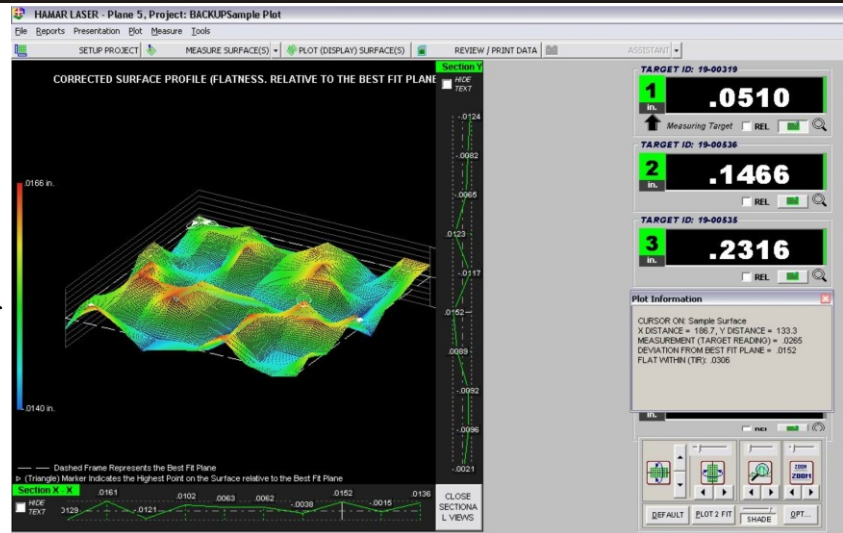 HAMAR LASER - Plane 5, Project: BACKUPSample Plot
File Reports Presentation Plot Measure Tools
SETUP PROJECT MEASURE SURFACE(S) PLOT (DISPLAY) SURFACE(S) REVIEW / PRINT DATA ASSISTANT
CORRECTED SURFACE PROFILE (FLATNESS. RELATIVE TO THE BEST FIT PLANE
.0166 in.
.0140 in.
Dashed Frame Represents the Best Fit Plane
(Triangle) Marker Indicates the Highest Point on the Surface relative to the Best Fit Plane
Section Y
HIDE
TEXT
-.0124
-.0082
.0065
.0123
-.0117
.0152
.0089
-.0092
-.0096
-.0021
Section X - X
HIDE
TEXT
.0161 .0102 .0063 .0062 .0152 .0136
-.0121 -.0038 -.0015
CLOSE
SECTIONA
L VIEWS
TARGET ID: 19-00319
1 .0510
in.
Measuring Target REL
TARGET ID: 19-00536
2 .1466
in.
REL
TARGET ID: 19-00535
3 .2316
in.
REL
Plot Information
CURSOR ON: Sample Surface
X DISTANCE = 186.7, Y DISTANCE = 133.3
MEASUREMENT (TARGET READING) = .0265
DEVIATION FROM BEST FIT PLANE = .0152
FLAT WITHIN (TIR): .0306
in.
ZOOM
ZOOM
DEFAULT PLOT 2 FIT SHADE OPT...